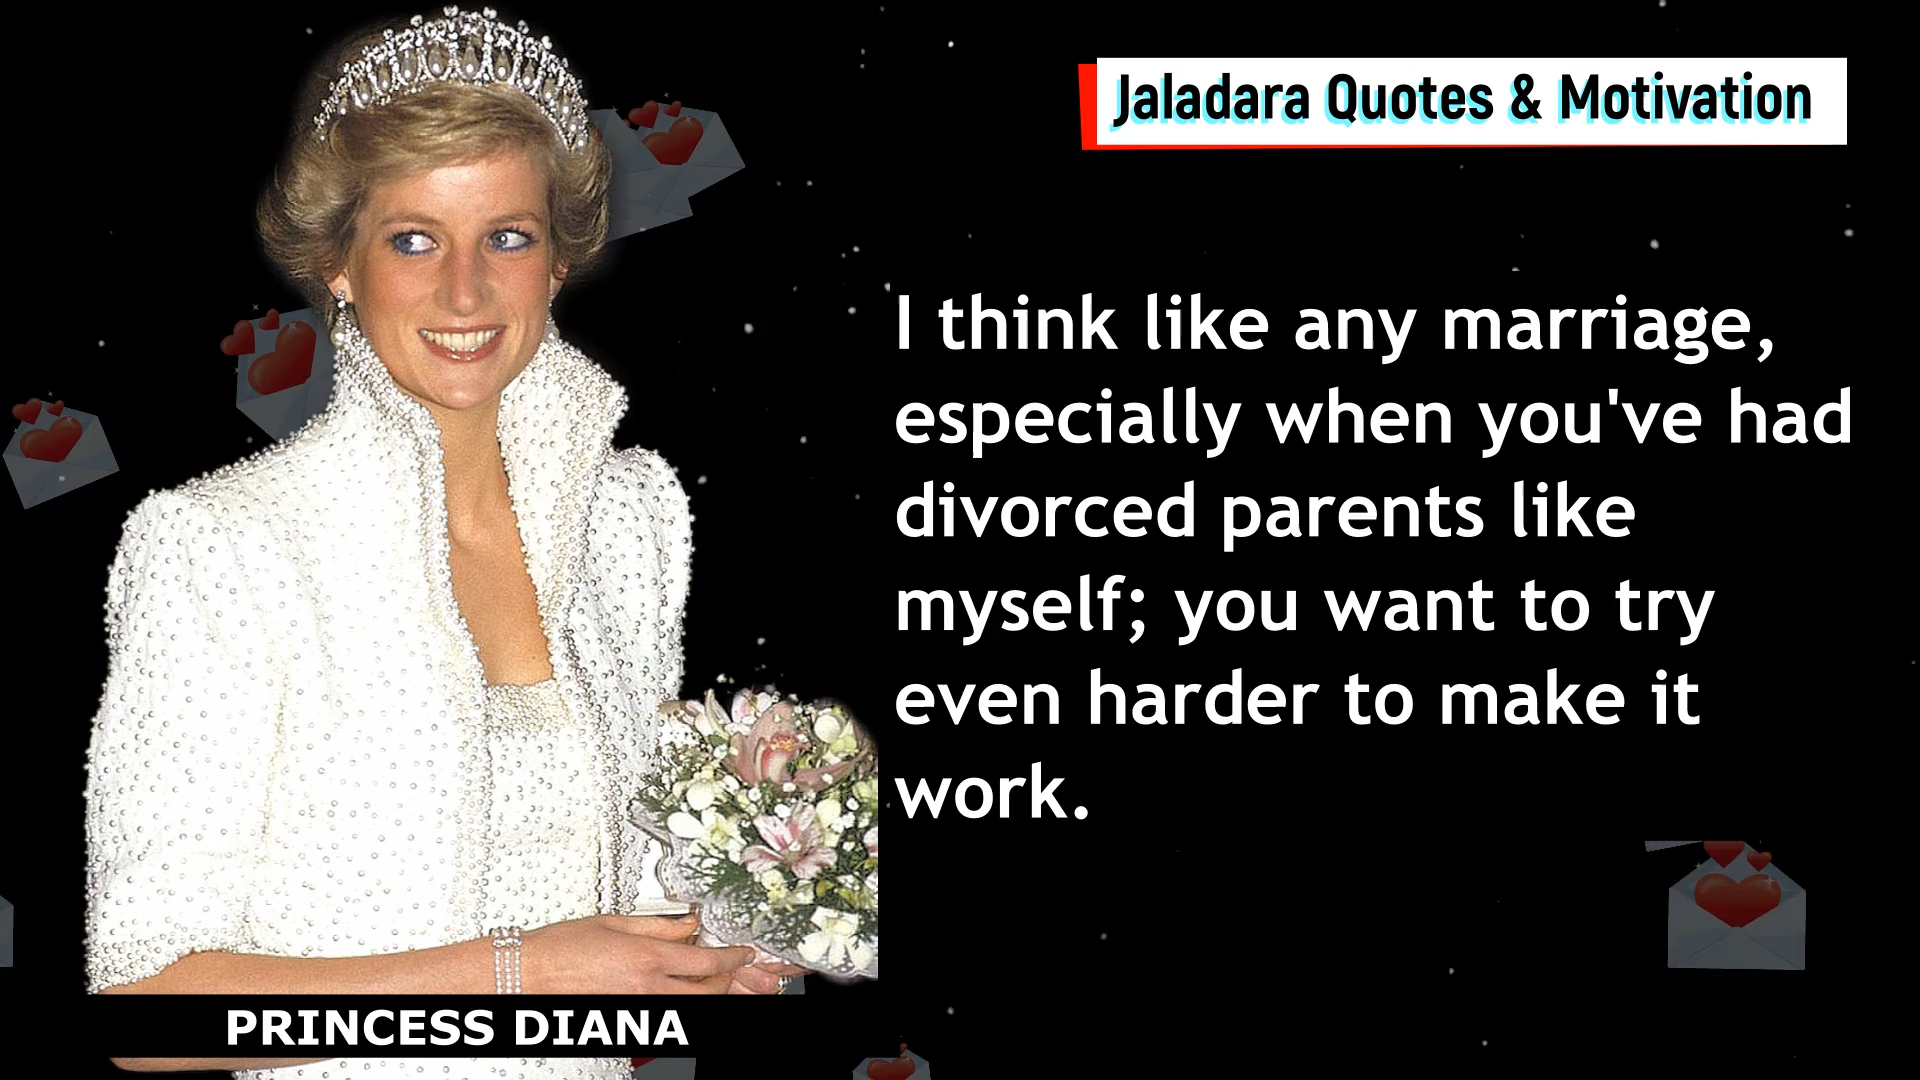 Jaladara Quotes & Motivation
I think like any marriage,
especially when you've had
divorced parents like
myself; you want to try
even harder to make it
work.
PRINCESS DIANA